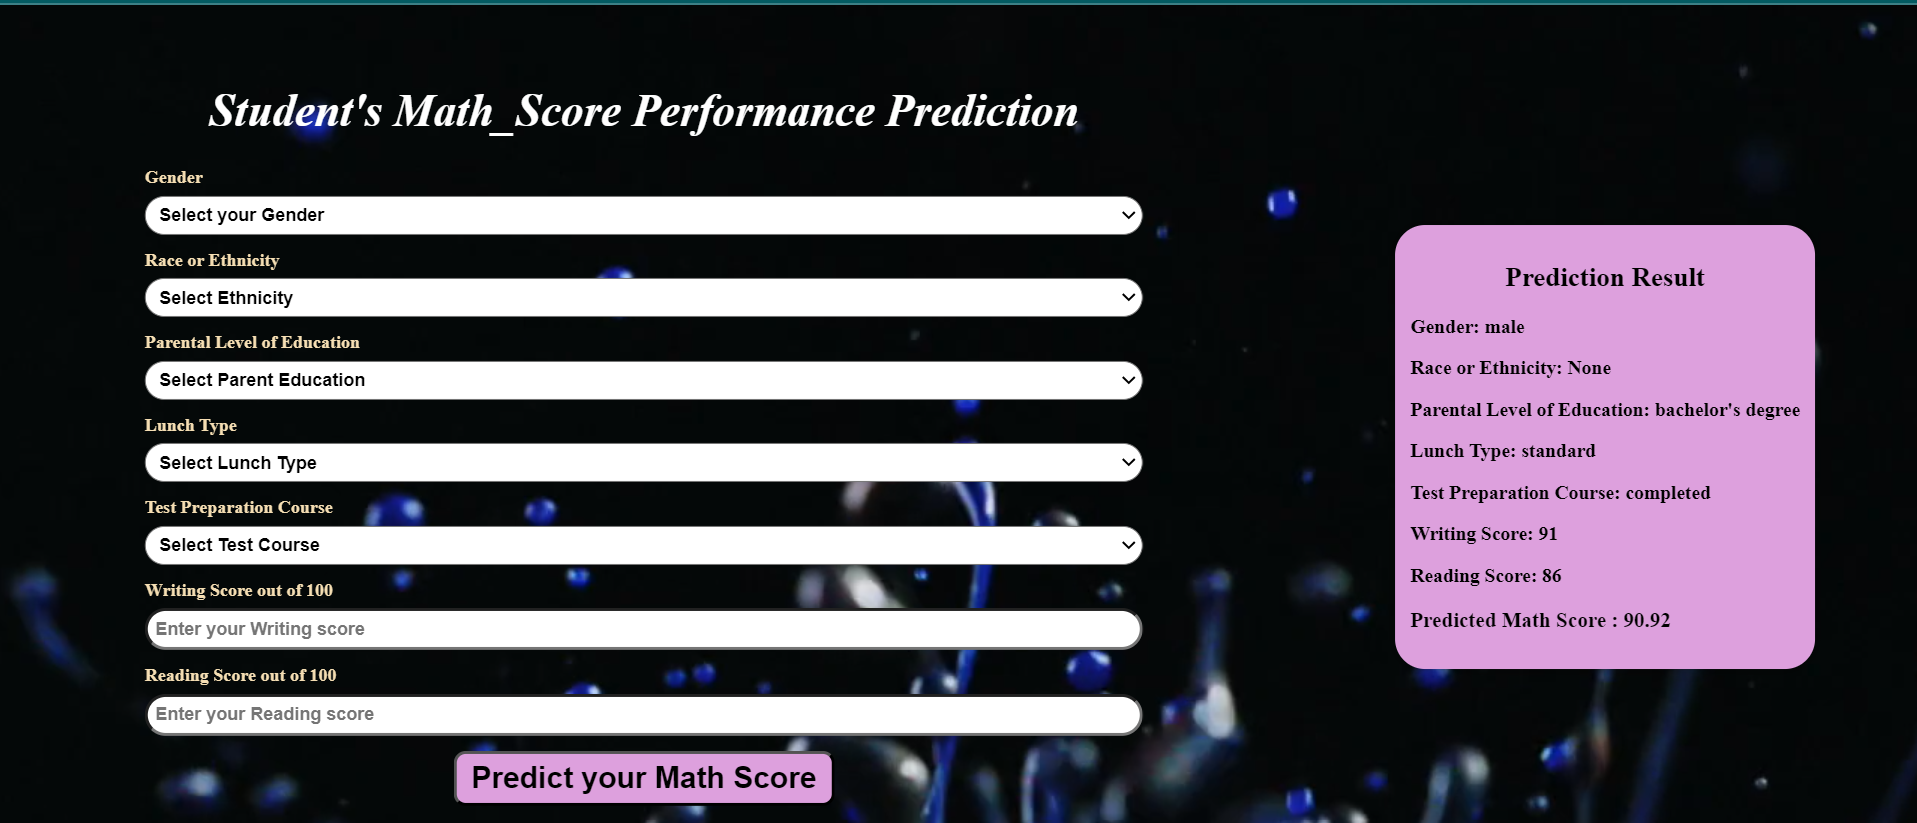 Student's Math_Score Performance Prediction
Gender
Select your Gender
Race or Ethnicity
Select Ethnicity
Parental Level of Education
Select Parent Education
Lunch Type
Select Lunch Type
Test Preparation Course
Select Test Course
Writing Score out of 100
Enter your Writing score
Reading Score out of 100
Enter your Reading score
Predict your Math Score
Prediction Result
Gender: male
Race or Ethnicity: None
Parental Level of Education: bachelor's degree
Lunch Type: standard
Test Preparation Course: completed
Writing Score: 91
Reading Score: 86
Predicted Math Score : 90.92